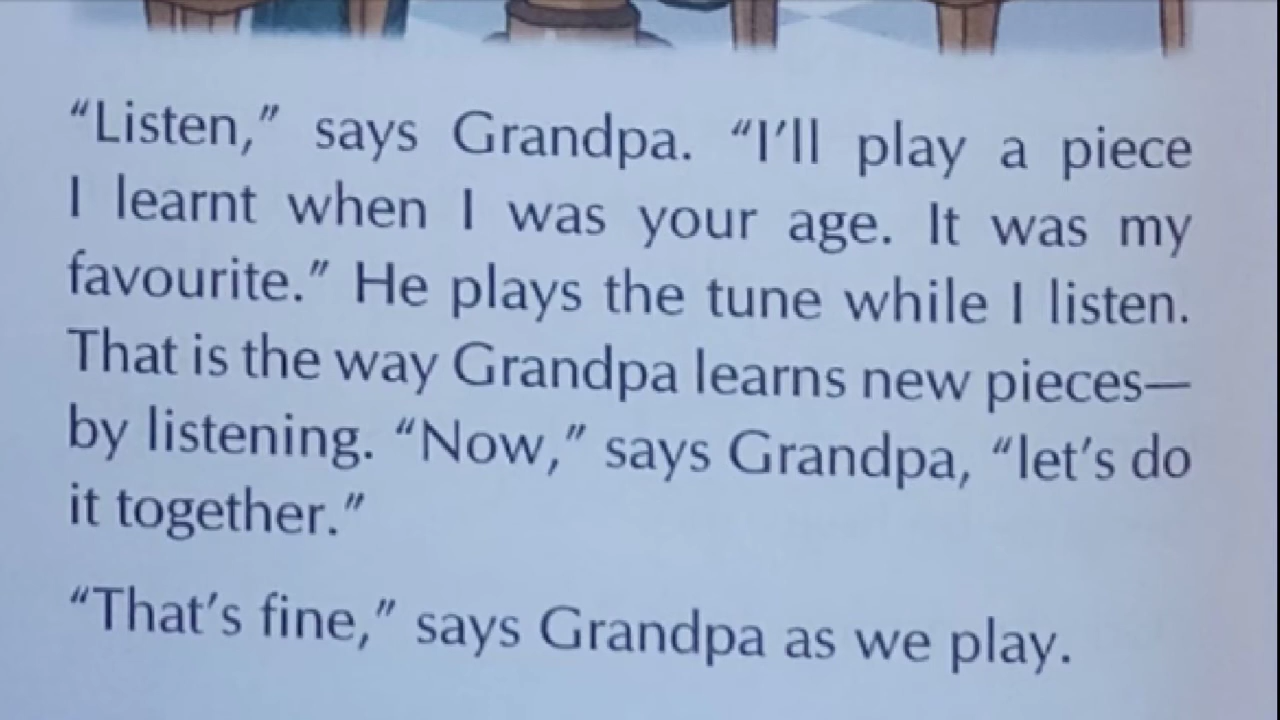 “Listen,” says Grandpa. “I’ll play a piece
I learnt when I was your age. It was my
favourite.” He plays the tune while I listen.
That is the way Grandpa learns new pieces—
by listening. “Now,” says Grandpa, “let’s do
it together.”
“That’s fine,” says Grandpa as we play.